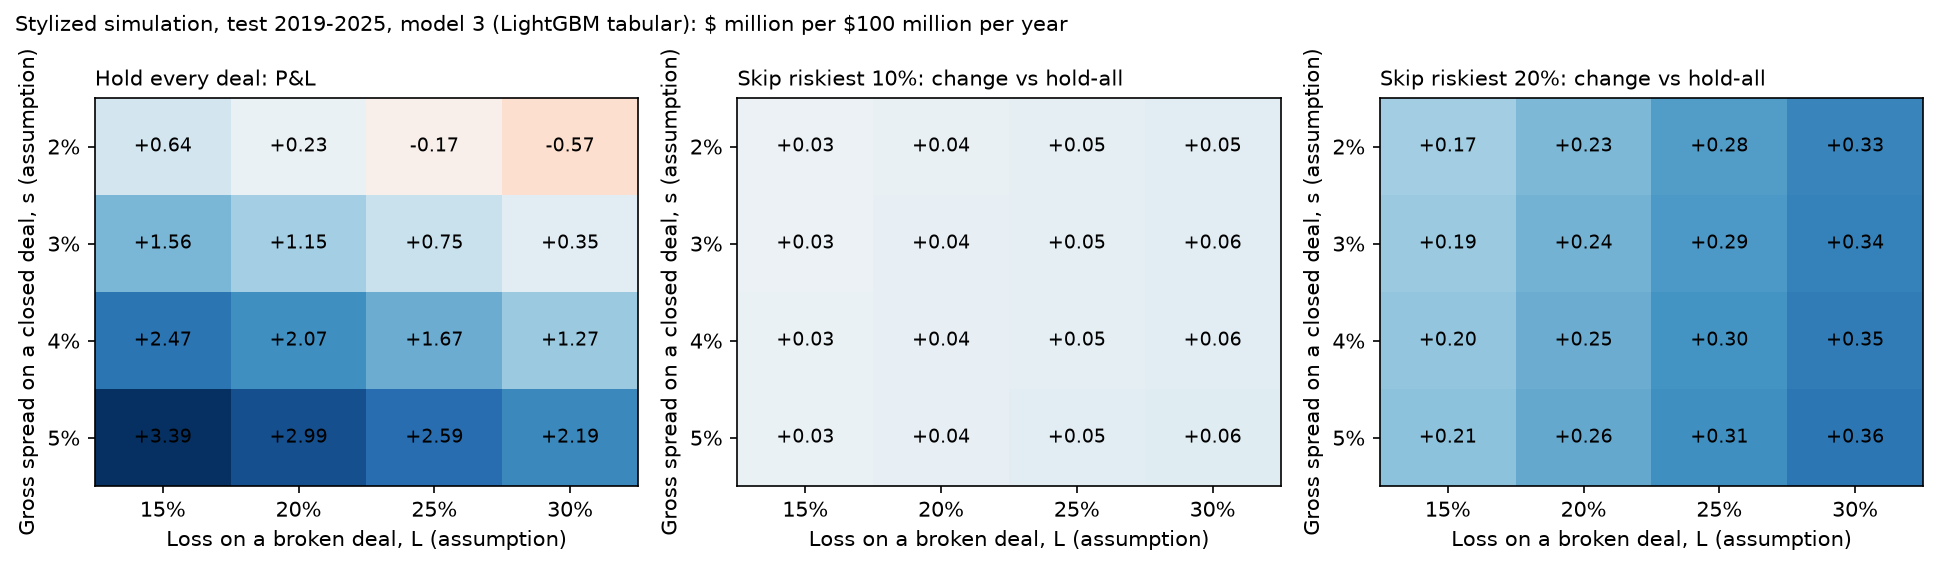 Stylized simulation, test 2019-2025, model 3 (LightGBM tabular): $ million per $100 million per year
Hold every deal: P&L
Gross spread on a closed deal, s (assumption)
2% +0.64 +0.23 -0.17 -0.57
3% +1.56 +1.15 +0.75 +0.35
4% +2.47 +2.07 +1.67 +1.27
5% +3.39 +2.99 +2.59 +2.19
15% 20% 25% 30%
Loss on a broken deal, L (assumption)
Skip riskiest 10%: change vs hold-all
Gross spread on a closed deal, s (assumption)
2% +0.03 +0.04 +0.05 +0.05
3% +0.03 +0.04 +0.05 +0.06
4% +0.03 +0.04 +0.05 +0.06
5% +0.03 +0.04 +0.05 +0.06
15% 20% 25% 30%
Loss on a broken deal, L (assumption)
Skip riskiest 20%: change vs hold-all
Gross spread on a closed deal, s (assumption)
2% +0.17 +0.23 +0.28 +0.33
3% +0.19 +0.24 +0.29 +0.34
4% +0.20 +0.25 +0.30 +0.35
5% +0.21 +0.26 +0.31 +0.36
15% 20% 25% 30%
Loss on a broken deal, L (assumption)